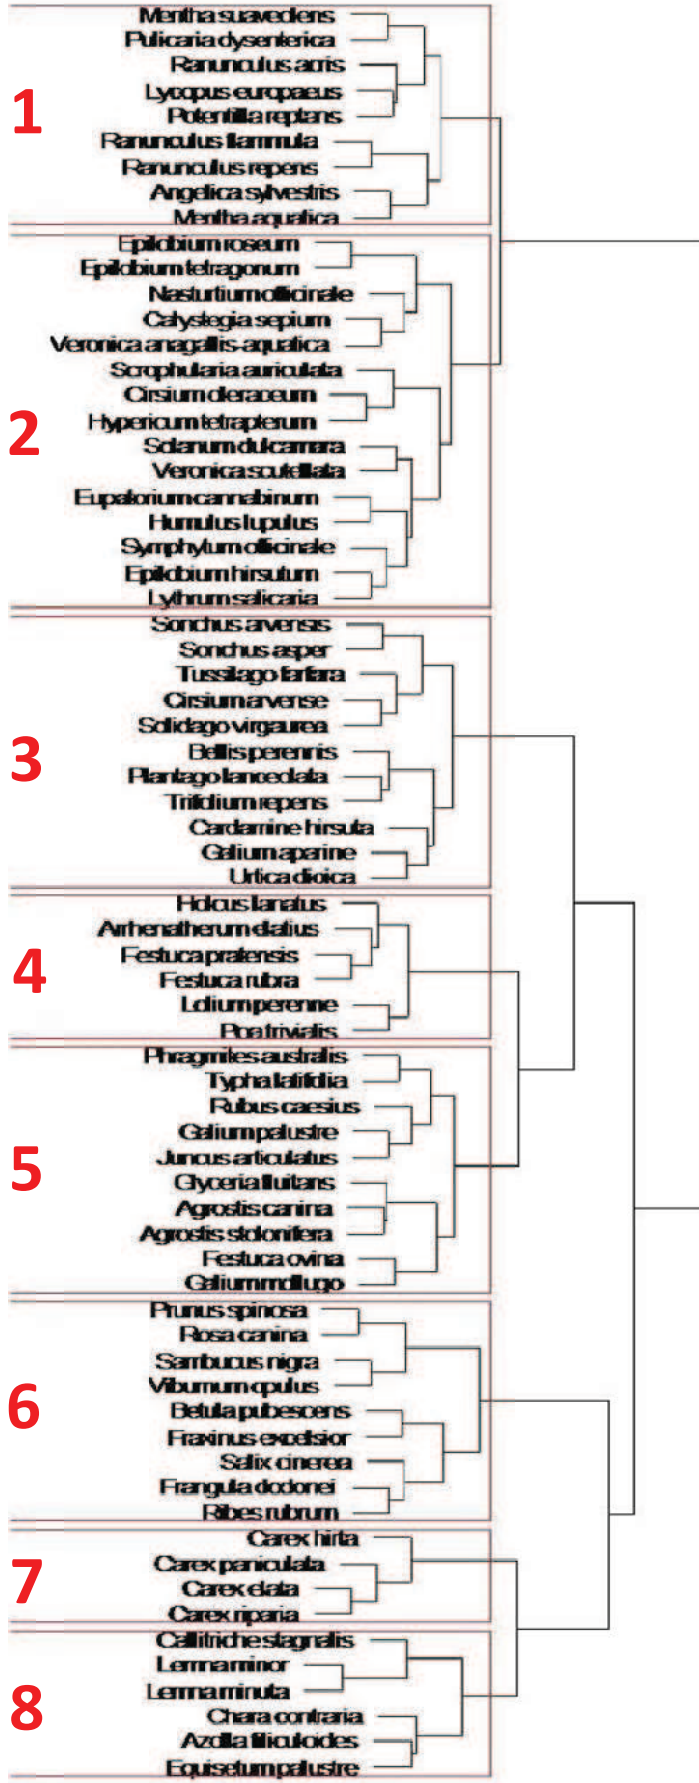 Mentha suaveolens
Pulicaria dysenterica
Ranunculus acris
Lycopus europaeus
1
Potentilla reptans
Ranunculus flammula
Ranunculus repens
Angelica sylvestris
Mentha aquatica
Epilobium roseum
Epilobium tetragonum
Nasturtium officinale
Calystegia sepium
Veronica anagallis-aquatica
Scrophularia auriculata
Cirsium oleraceum
Hypericum tetrapterum
2
Solanum dulcamara
Veronica scutellata
Eupatorium cannabinum
Humulus lupulus
Symphytum officinale
Epilobium hirsutum
Lythrum salicaria
Sonchus arvensis
Sonchus asper
Tussilago farfara
Cirsium arvense
Solidago virgaurea
Bellis perennis
3
Plantago lanceolata
Trifolium repens
Cardamine hirsuta
Galium aparine
Urtica dioica
Holcus lanatus
Arrhenatherum elatius
Festuca pratensis
4
Festuca rubra
Lolium perenne
Poa trivialis
Phragmites australis
Typha latifolia
Rubus caesius
Galium palustre
Juncus articulatus
5
Glyceria fluitans
Agrostis canina
Agrostis stolonifera
Festuca ovina
Galium mollugo
Prunus spinosa
Rosa canina
Sambucus nigra
Viburnum opulus
6
Betula pubescens
Fraxinus excelsior
Salix cinerea
Frangula dodonei
Ribes rubrum
Carex hirta
Carex paniculata
7
Carex elata
Carex riparia
Callitriche stagnalis
Lemna minor
Lemna minuta
8
Chara contraria
Azolla filiculoides
Equisetum palustre